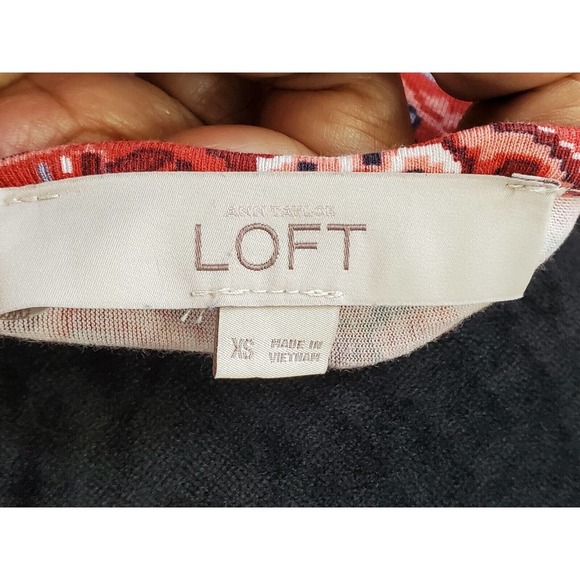 ANN TAYLOR
LOFT
XS
MADE IN
VIETNAM